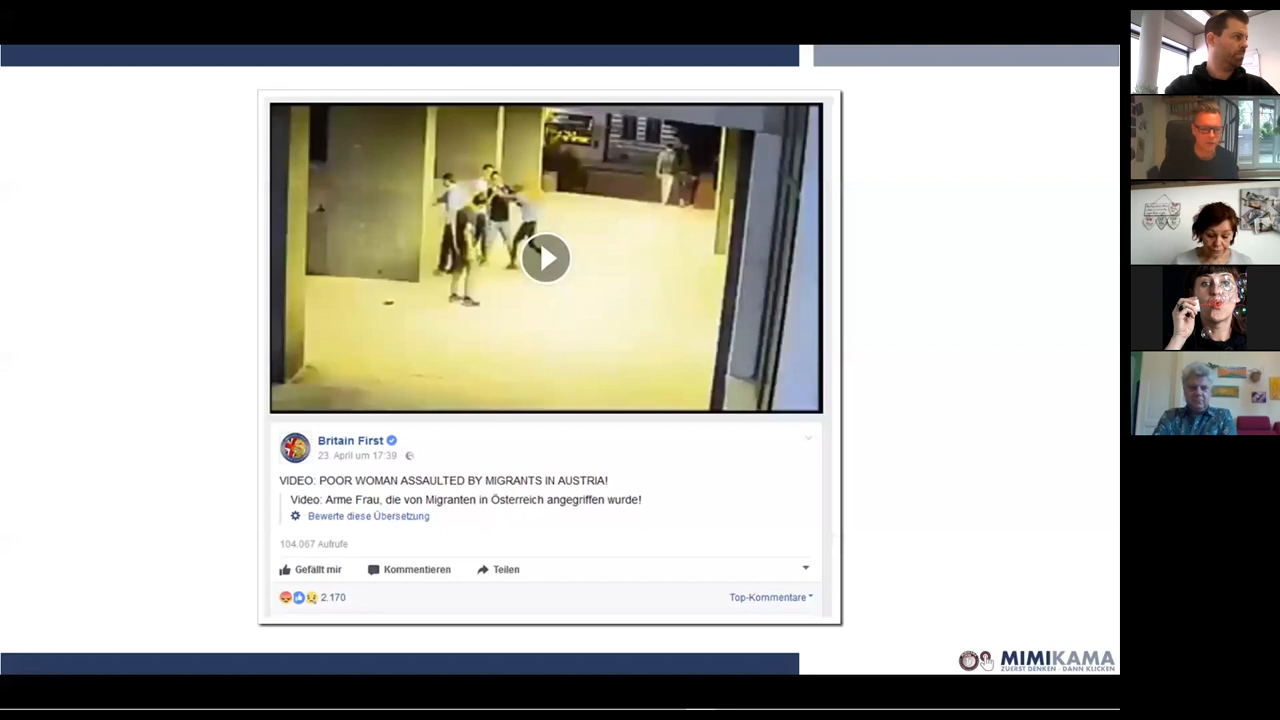 Britain First
23. April um 17:39
VIDEO: POOR WOMAN ASSAULTED BY MIGRANTS IN AUSTRIA!
Video: Arme Frau, die von Migranten in Österreich angegriffen wurde!
Bewerte diese Übersetzung
104.067 Aufrufe
Gefällt mir Kommentieren Teilen
2.170 Top-Kommentare
MIMIKAMA
ZUERST DENKEN - DANN KLICKEN